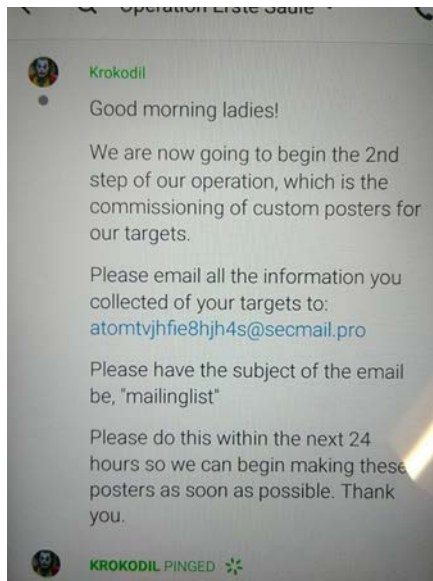 Operation Erste Säule
Krokodil
Good morning ladies!
We are now going to begin the 2nd
step of our operation, which is the
commissioning of custom posters for
our targets.
Please email all the information you
collected of your targets to:
atomtvjhfie8hjh4s@secmail.pro
Please have the subject of the email
be, "mailinglist"
Please do this within the next 24
hours so we can begin making these
posters as soon as possible. Thank
you.
KROKODIL PINGED